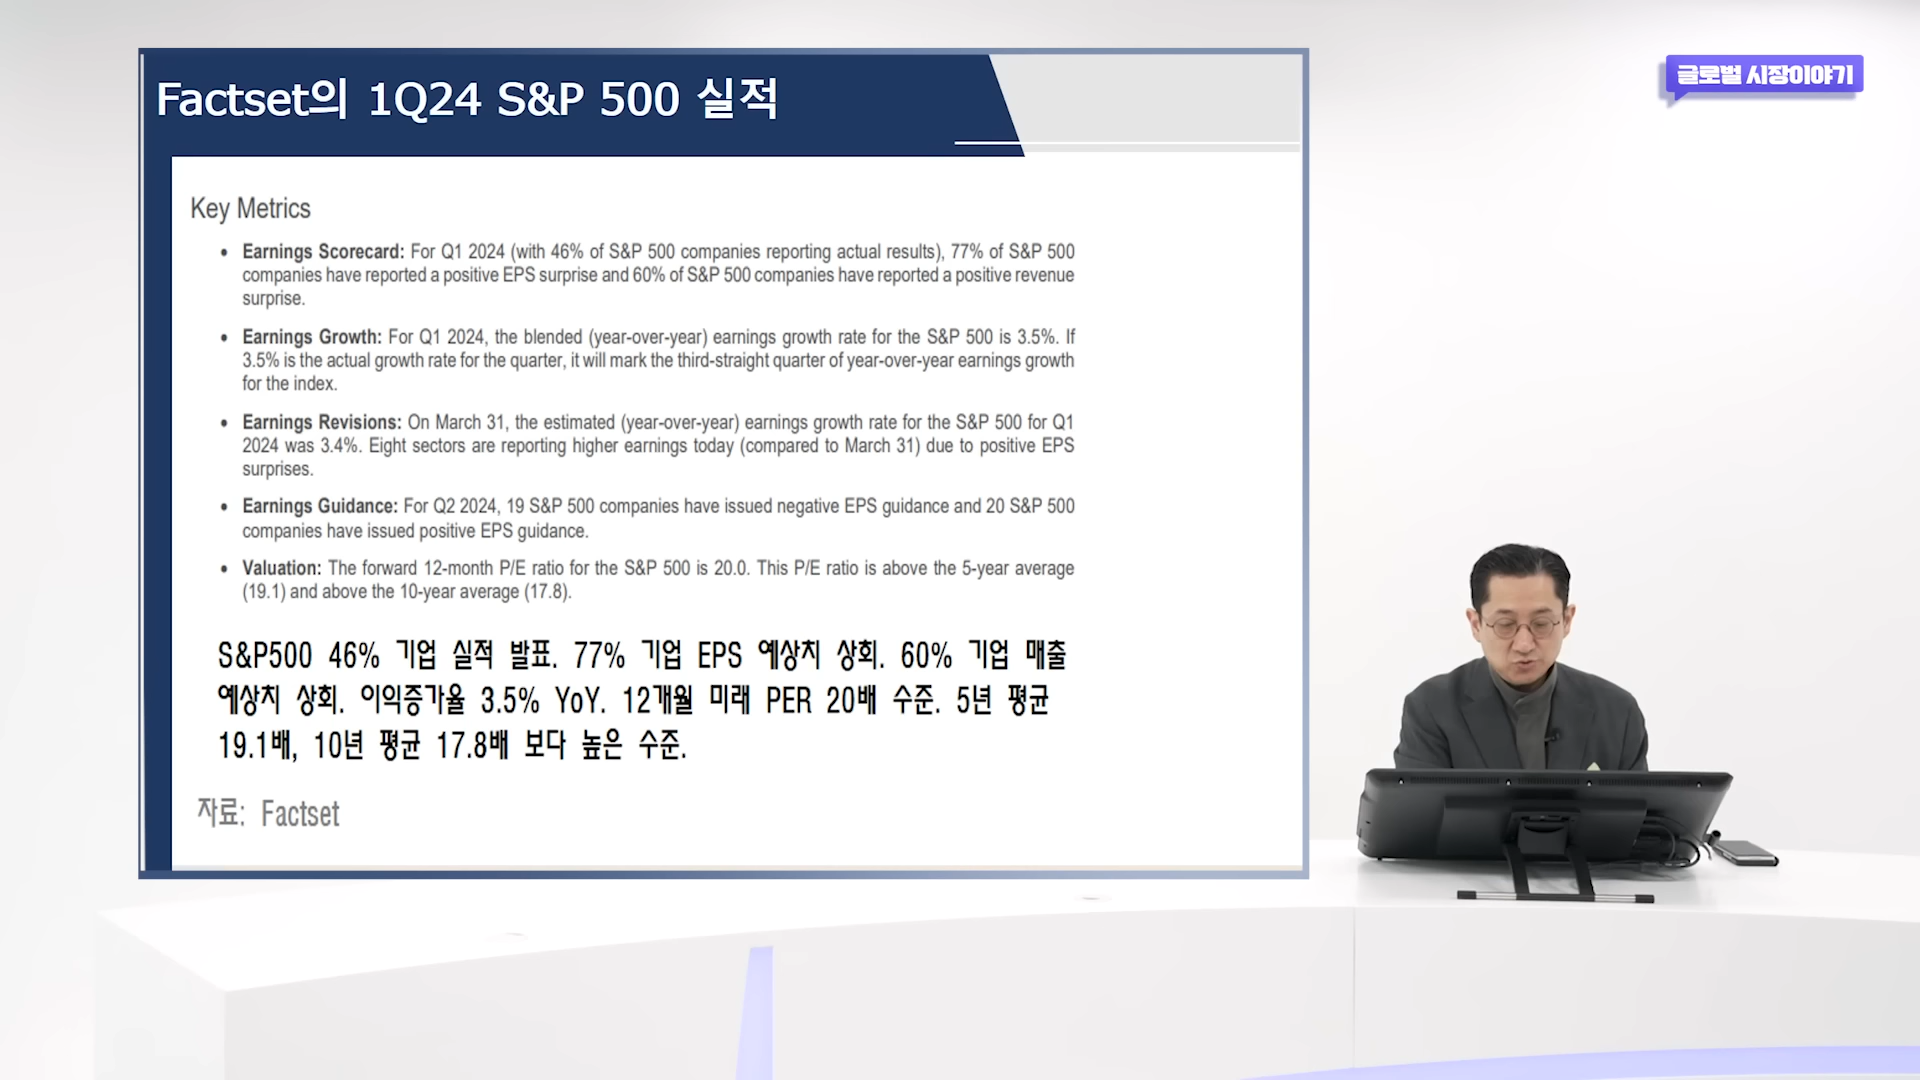 Factset의 1Q24 S&P 500 실적
글로벌 시장이야기
Key Metrics
• Earnings Scorecard: For Q1 2024 (with 46% of S&P 500 companies reporting actual results), 77% of S&P 500
companies have reported a positive EPS surprise and 60% of S&P 500 companies have reported a positive revenue
surprise.
• Earnings Growth: For Q1 2024, the blended (year-over-year) earnings growth rate for the S&P 500 is 3.5%. If
3.5% is the actual growth rate for the quarter, it will mark the third-straight quarter of year-over-year earnings growth
for the index.
• Earnings Revisions: On March 31, the estimated (year-over-year) earnings growth rate for the S&P 500 for Q1
2024 was 3.4%. Eight sectors are reporting higher earnings today (compared to March 31) due to positive EPS
surprises.
• Earnings Guidance: For Q2 2024, 19 S&P 500 companies have issued negative EPS guidance and 20 S&P 500
companies have issued positive EPS guidance.
• Valuation: The forward 12-month P/E ratio for the S&P 500 is 20.0. This P/E ratio is above the 5-year average
(19.1) and above the 10-year average (17.8).
S&P500 46% 기업 실적 발표. 77% 기업 EPS 예상치 상회. 60% 기업 매출
예상치 상회. 이익증가율 3.5% YoY. 12개월 미래 PER 20배 수준. 5년 평균
19.1배, 10년 평균 17.8배 보다 높은 수준.
자료: Factset